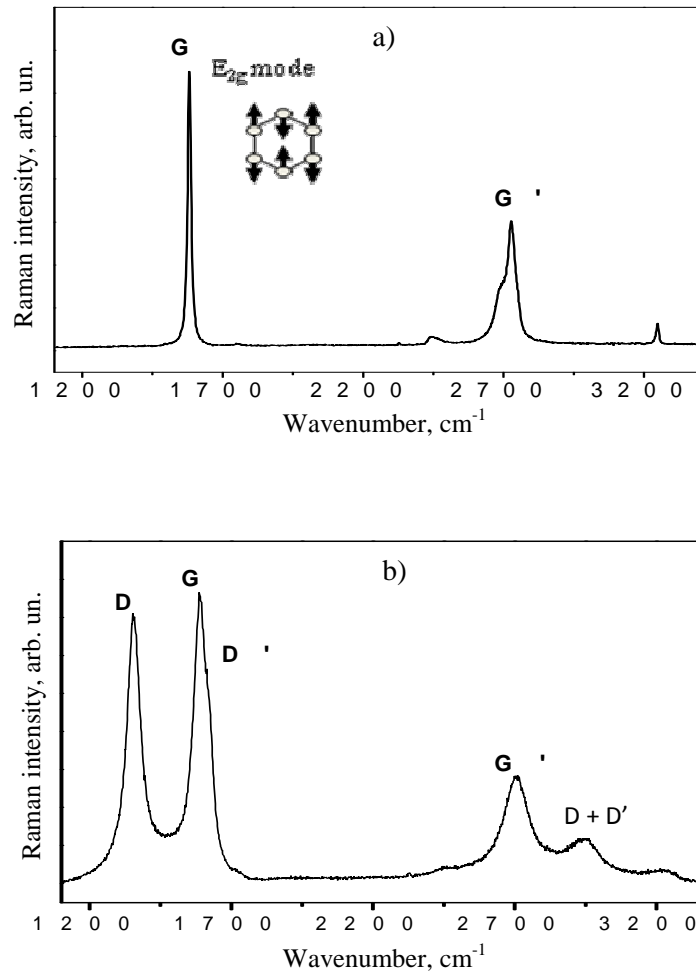 a)
G
E2g mode
G '
Raman intensity, arb. un.
1 2 0 0 1 7 0 0 2 2 0 0 2 7 0 0 3 2 0 0
Wavenumber, cm-1
b)
G
D
D '
G '
D + D’
Raman intensity, arb. un.
1 2 0 0 1 7 0 0 2 2 0 0 2 7 0 0 3 2 0 0
Wavenumber, cm-1